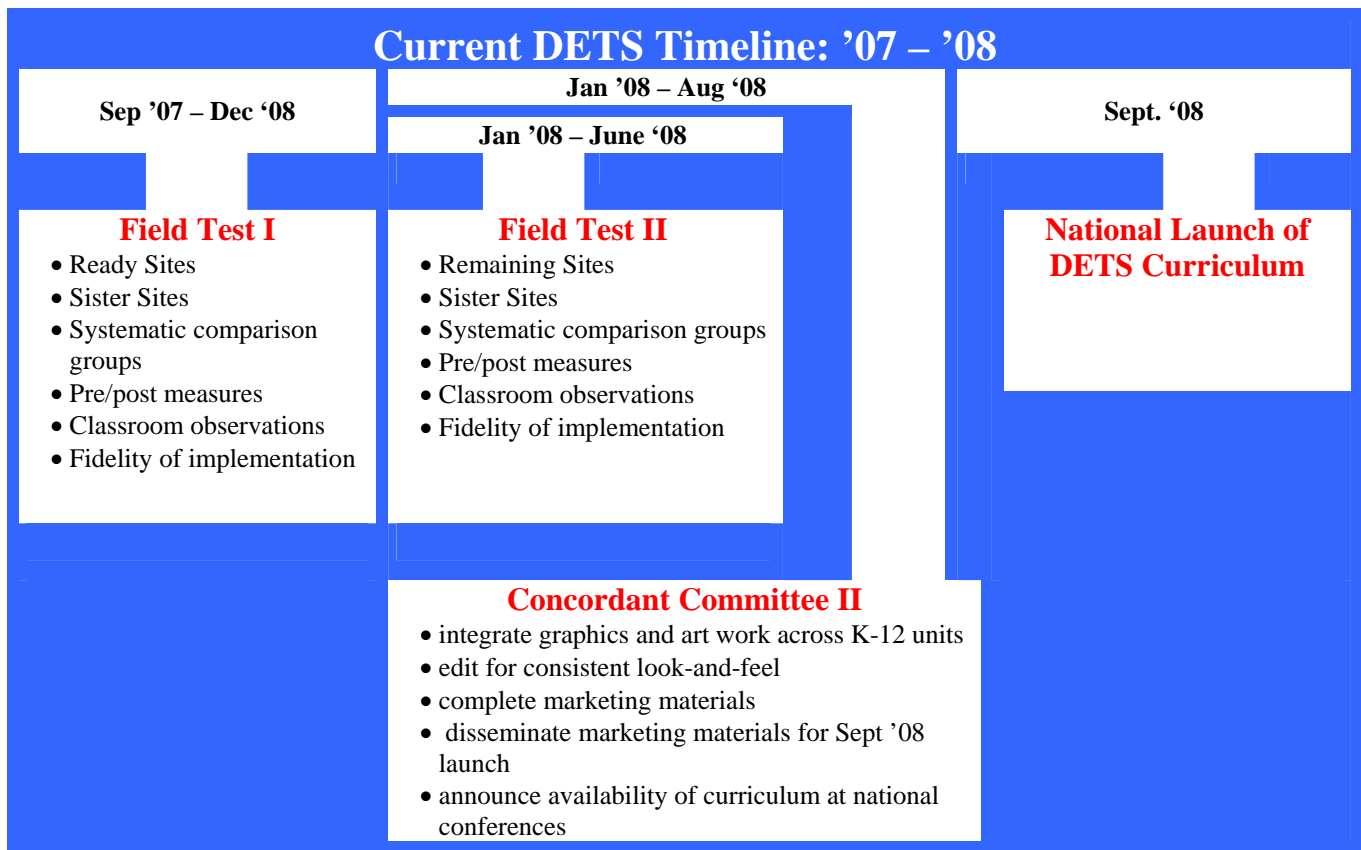 Current DETS Timeline: ’07 – ’08
Sep ’07 – Dec ‘08
Jan ’08 – Aug ‘08
Jan ’08 – June ‘08
Sept. ‘08
Field Test I
• Ready Sites
• Sister Sites
• Systematic comparison
groups
• Pre/post measures
• Classroom observations
• Fidelity of implementation
Field Test II
• Remaining Sites
• Sister Sites
• Systematic comparison groups
• Pre/post measures
• Classroom observations
• Fidelity of implementation
National Launch of
DETS Curriculum
Concordant Committee II
• integrate graphics and art work across K-12 units
• edit for consistent look-and-feel
• complete marketing materials
• disseminate marketing materials for Sept ’08
launch
• announce availability of curriculum at national
conferences